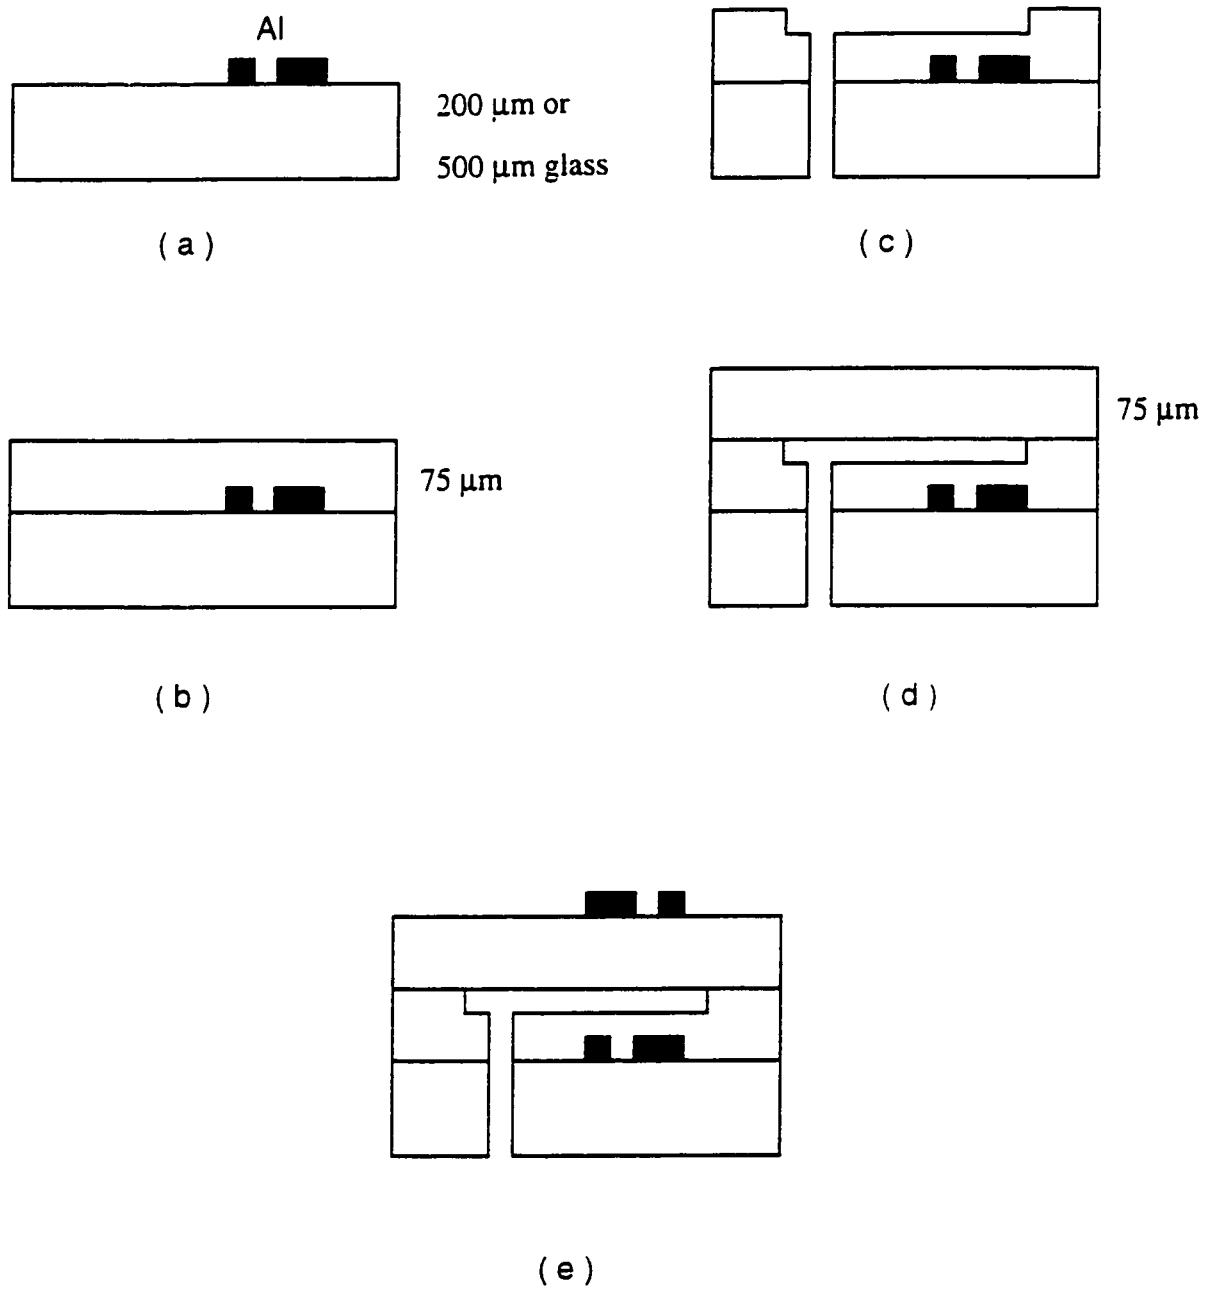 Al
200 µm or
500 µm glass
( a )
( c )
75 µm
( b )
75 µm
( d )
( e )